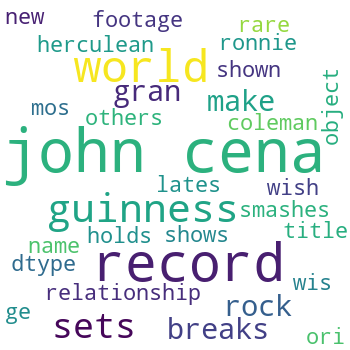 new footage rare
herculean ronnie
world shown
gran make object
mos others coleman
john cena
lates wish
guinness smashes
name holds shows title
dtype record wis
relationship
ge rock
sets breaks ori